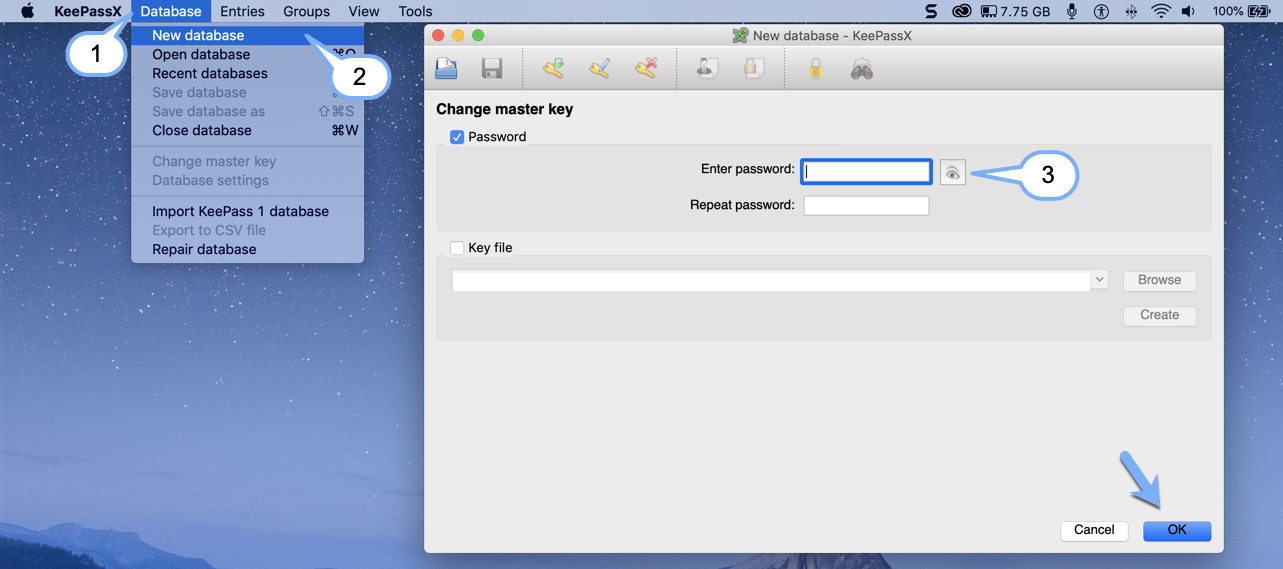 KeePassX Database Entries Groups View Tools 7.75 GB 100%
1
New database
2
Open database
Recent databases
Save database
Save database as ⇧⌘S
Close database ⌘W
Change master key
Database settings
Import KeePass 1 database
Export to CSV file
Repair database
New database - KeePassX
Change master key
Password
Enter password:
3
Repeat password:
Key file
Browse
Create
Cancel OK